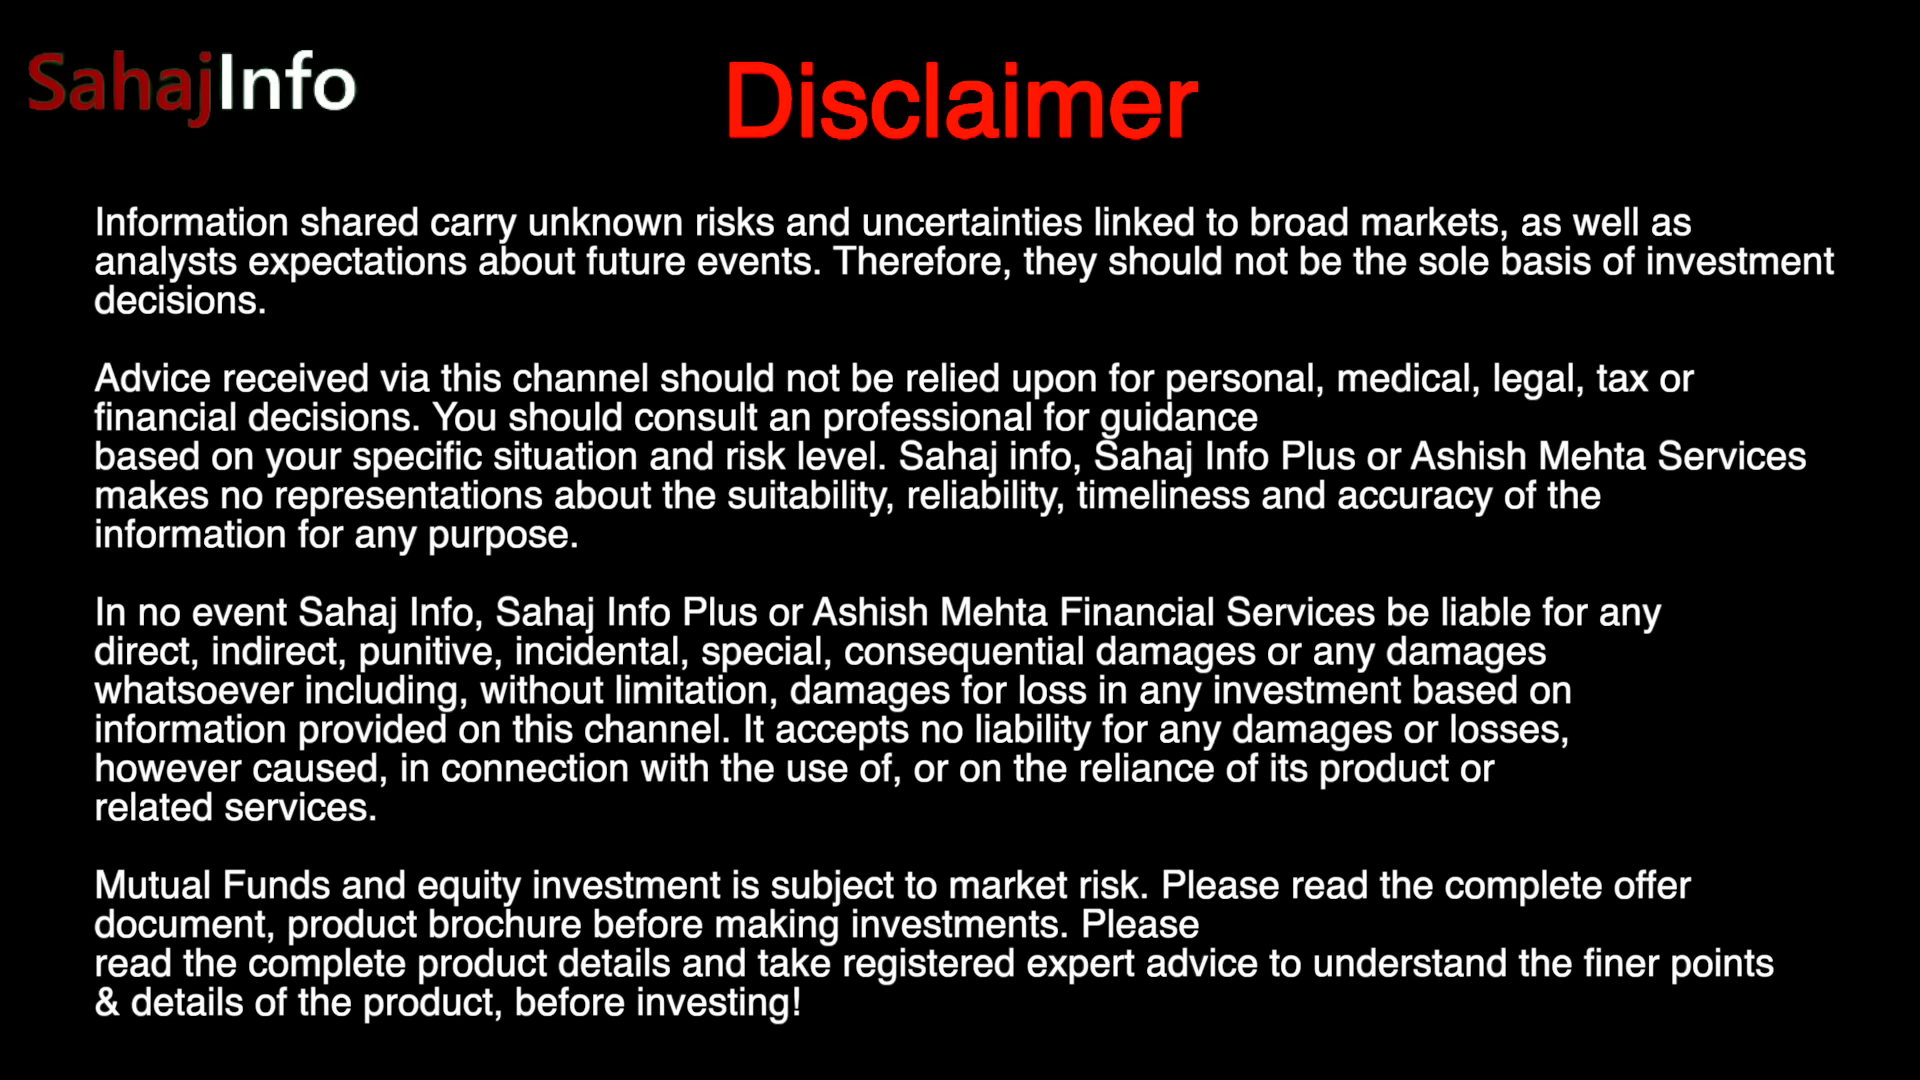 SahajInfo
Disclaimer
Information shared carry unknown risks and uncertainties linked to broad markets, as well as
analysts expectations about future events. Therefore, they should not be the sole basis of investment
decisions.
Advice received via this channel should not be relied upon for personal, medical, legal, tax or
financial decisions. You should consult an professional for guidance
based on your specific situation and risk level. Sahaj info, Sahaj Info Plus or Ashish Mehta Services
makes no representations about the suitability, reliability, timeliness and accuracy of the
information for any purpose.
In no event Sahaj Info, Sahaj Info Plus or Ashish Mehta Financial Services be liable for any
direct, indirect, punitive, incidental, special, consequential damages or any damages
whatsoever including, without limitation, damages for loss in any investment based on
information provided on this channel. It accepts no liability for any damages or losses,
however caused, in connection with the use of, or on the reliance of its product or
related services.
Mutual Funds and equity investment is subject to market risk. Please read the complete offer
document, product brochure before making investments. Please
read the complete product details and take registered expert advice to understand the finer points
& details of the product, before investing!